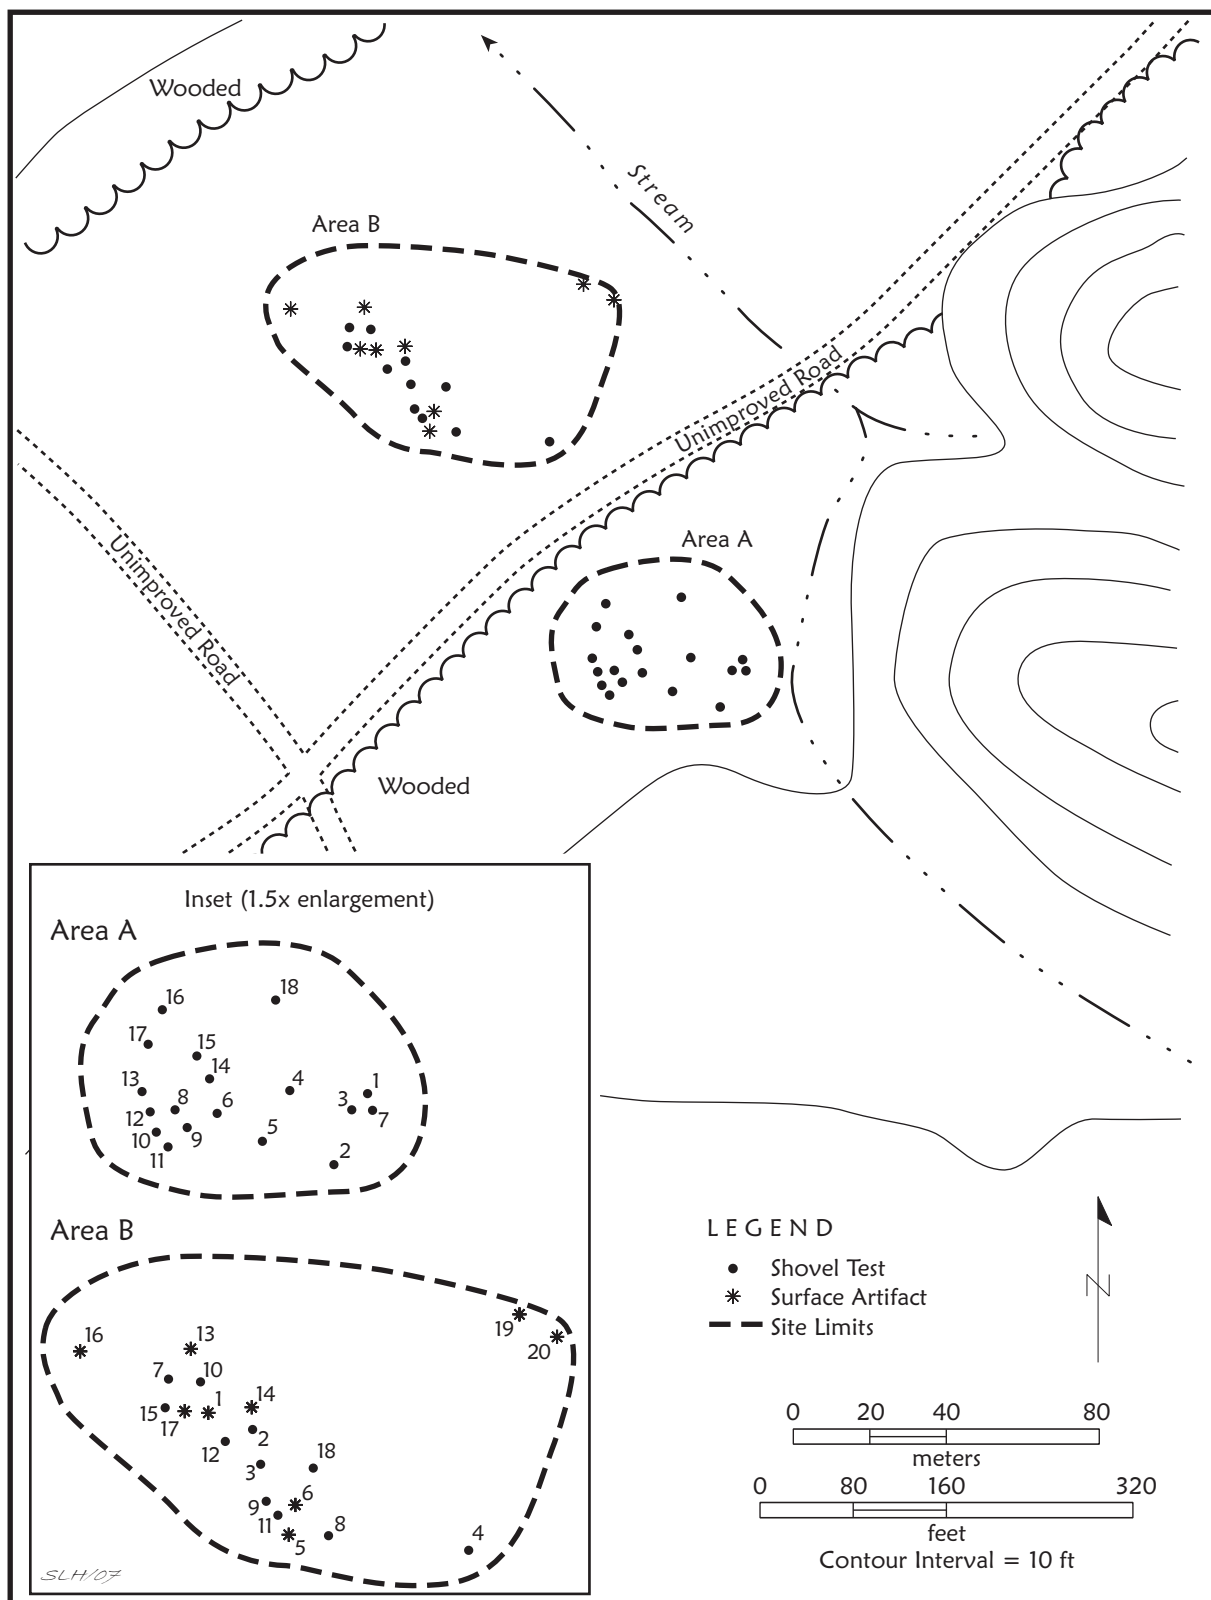 Wooded
Stream
Area B
Unimproved Road
Area A
Unimproved Road
Wooded
Inset (1.5x enlargement)
Area A
16
18
17
15
14
13
8
6
4
3
1
7
12
10
9
11
5
2
Area B
16
13
19
20
7
10
15
17
1
14
12
2
3
18
9
6
11
5
8
4
SLH/07
LEGEND
Shovel Test
Surface Artifact
Site Limits
N
0 20 40 80
meters
0 80 160 320
feet
Contour Interval = 10 ft